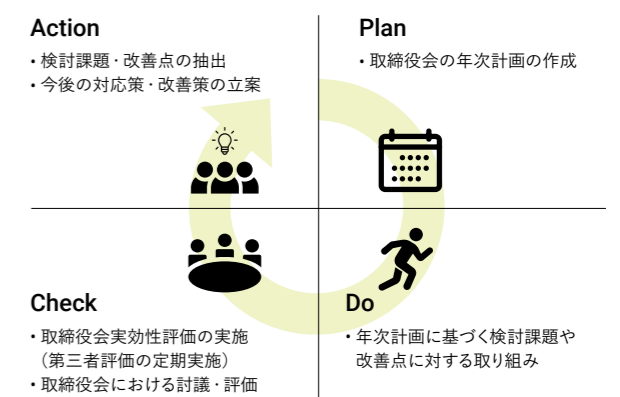 Action
・検討課題・改善点の抽出
・今後の対応策・改善策の立案
Plan
・取締役会の年次計画の作成
Check
・取締役会実効性評価の実施
（第三者評価の定期実施）
・取締役会における討議・評価
Do
・年次計画に基づく検討課題や
改善点に対する取り組み